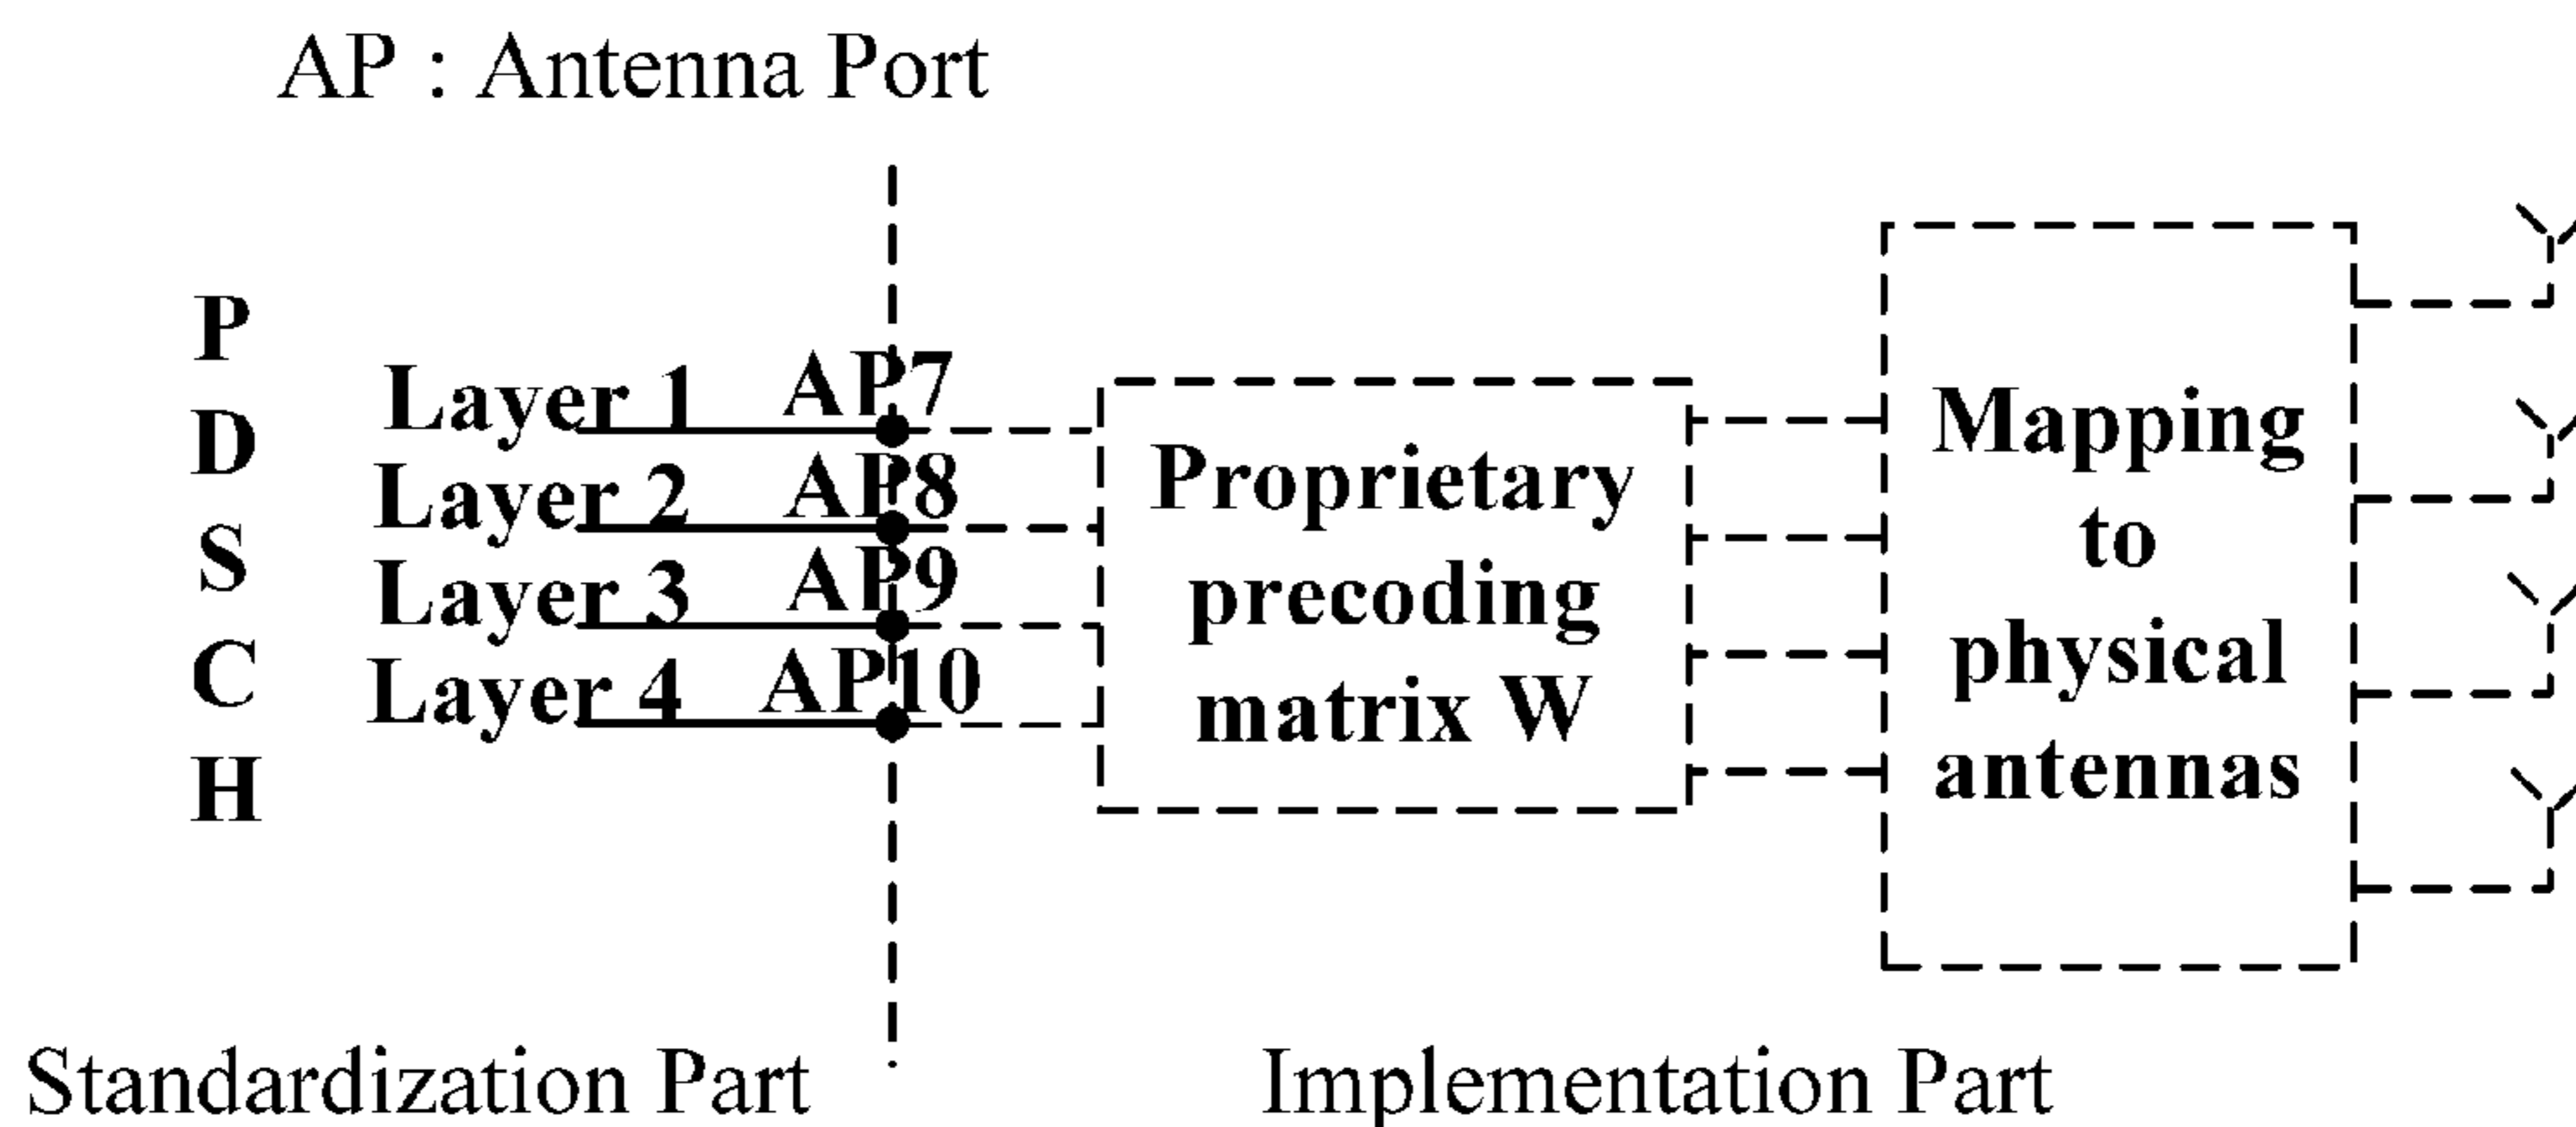 AP : Antenna Port
P
D
S
C
H
Layer 1 AP7
Layer 2 AP8
Layer 3 AP9
Layer 4 AP10
Proprietary
precoding
matrix W
Mapping
to
physical
antennas
Standardization Part
Implementation Part